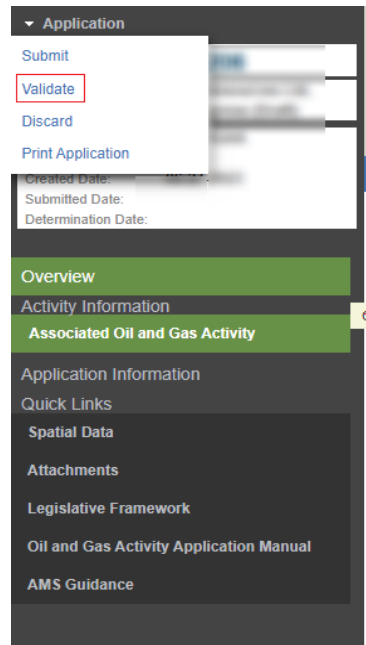 Application
Submit
Validate
Discard
Print Application
Created Date:
Submitted Date:
Determination Date:
Overview
Activity Information
Associated Oil and Gas Activity
Application Information
Quick Links
Spatial Data
Attachments
Legislative Framework
Oil and Gas Activity Application Manual
AMS Guidance